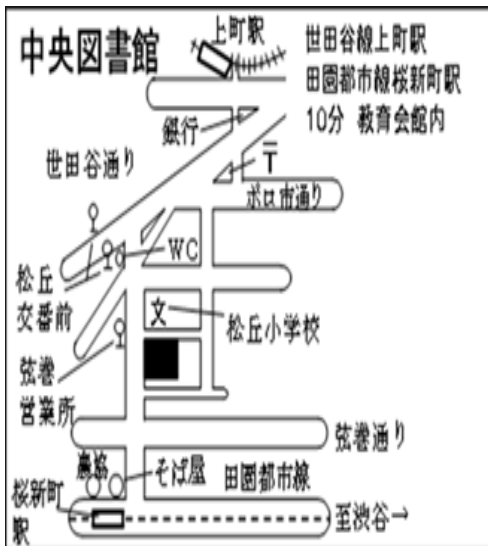 中央図書館
上町駅
世田谷線上町駅
田園都市線桜新町駅
10分 教育会館内
銀行
世田谷通り
〒
ボロ市通り
WC
松丘
交番前
文
松丘小学校
弦巻
営業所
弦巻通り
農協
そば屋
田園都市線
桜新町
駅
至渋谷→